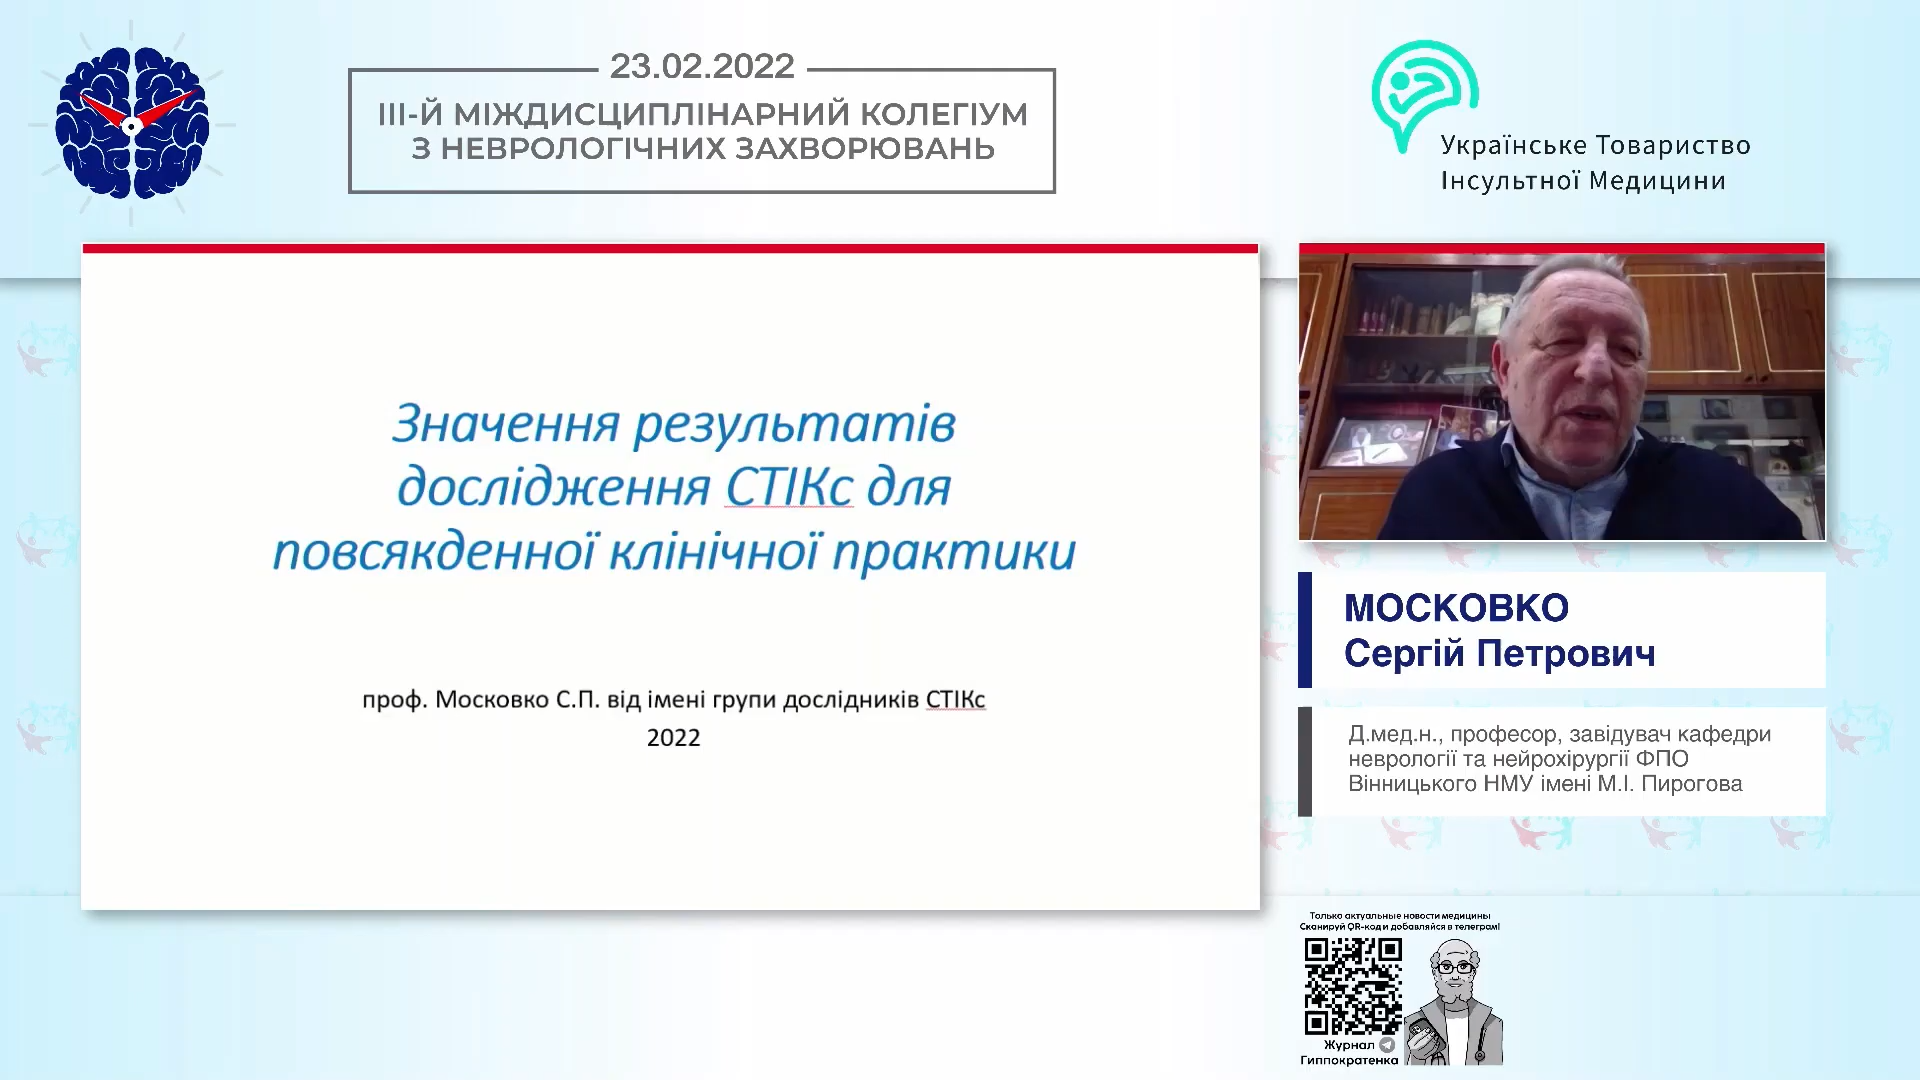 23.02.2022
III-Й МІЖДИСЦИПЛІНАРНИЙ КОЛЕГІУМ
З НЕВРОЛОГІЧНИХ ЗАХВОРЮВАНЬ
Українське Товариство
Інсультної Медицини
Значення результатів
дослідження СТІКс для
повсякденної клінічної практики
проф. Московко С.П. від імені групи дослідників СТІКс
2022
МОСКОВКО
Сергій Петрович
Д.мед.н., професор, завідувач кафедри
неврології та нейрохірургії ФПО
Вінницького НМУ імені М.І. Пирогова
Только актуальные новости медицины
Сканируй QR-код и добавляйся в телеграм!
Журнал
Гиппократенка